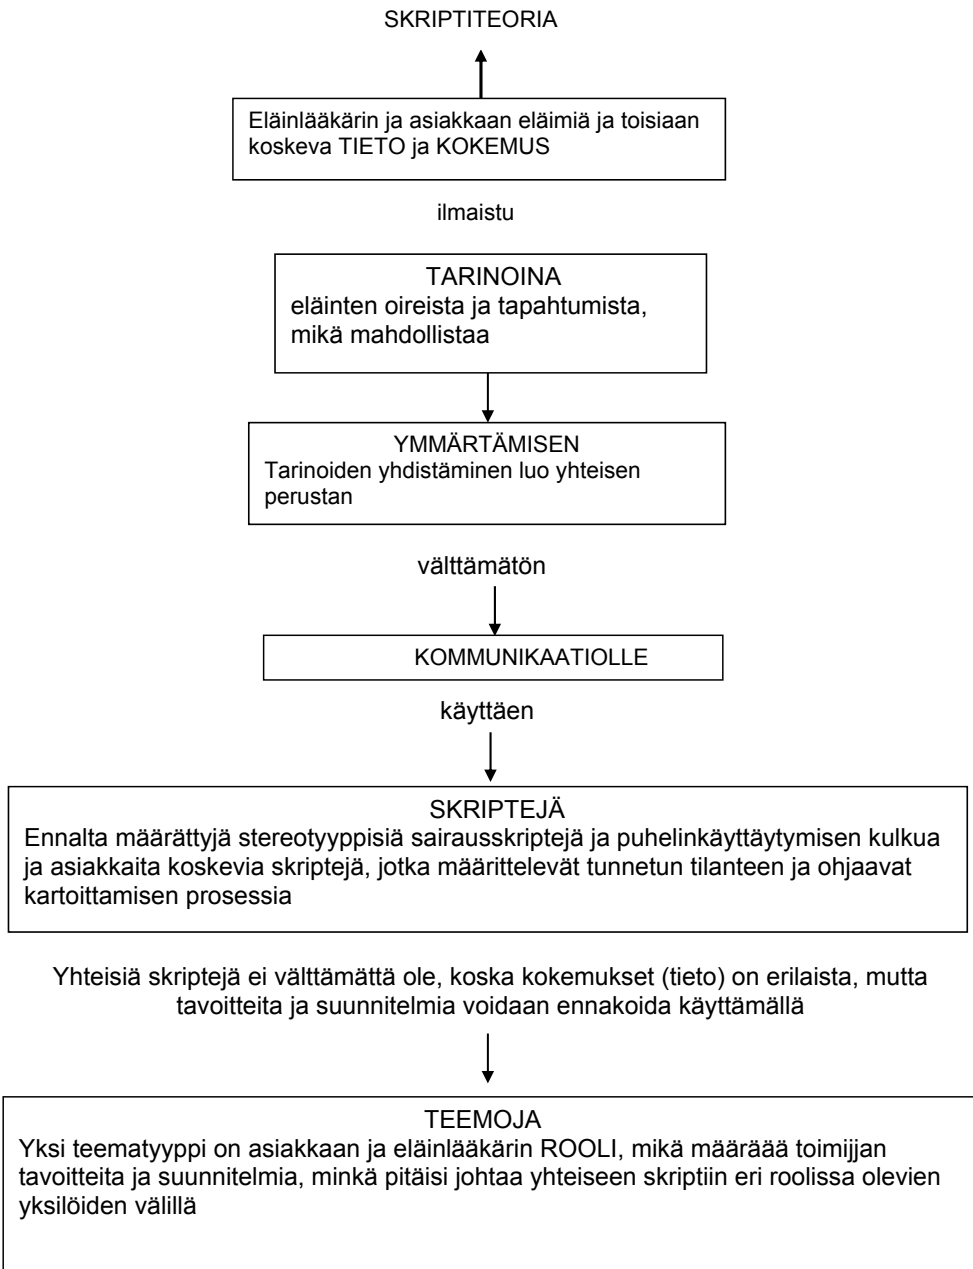 SKRIPTITEORIA
Eläinlääkärin ja asiakkaan eläimiä ja toisiaan
koskeva TIETO ja KOKEMUS
ilmaistu
TARINOINA
eläinten oireista ja tapahtumista,
mikä mahdollistaa
YMMÄRTÄMISEN
Tarinoiden yhdistäminen luo yhteisen
perustan
välttämätön
KOMMUNIKAATIOLLE
käyttäen
SKRIPTEJÄ
Ennalta määrättyjä stereotyyppisiä sairausskriptejä ja puhelinkäyttäytymisen kulkua
ja asiakkaita koskevia skriptejä, jotka määrittelevät tunnetun tilanteen ja ohjaavat
kartoittamisen prosessia
Yhteisiä skriptejä ei välttämättä ole, koska kokemukset (tieto) on erilaista, mutta
tavoitteita ja suunnitelmia voidaan ennakoida käyttämällä
TEEMOJA
Yksi teematyyppi on asiakkaan ja eläinlääkärin ROOLI, mikä määräää toimijjan
tavoitteita ja suunnitelmia, minkä pitäisi johtaa yhteiseen skriptiin eri roolissa olevien
yksilöiden välillä